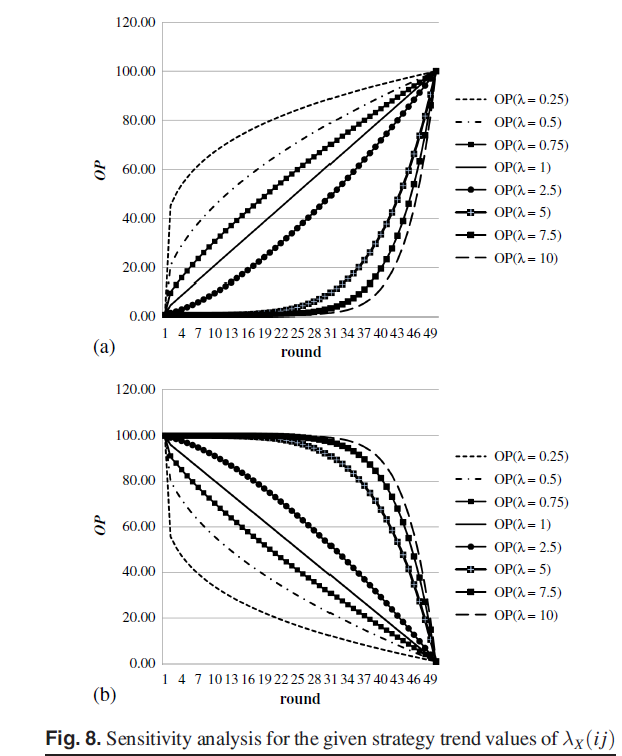 120.00
100.00
80.00
60.00
40.00
20.00
0.00
OP
1 4 7 10 13 16 19 22 25 28 31 34 37 40 43 46 49
round
(a)
OP(λ = 0.25)
OP(λ = 0.5)
OP(λ = 0.75)
OP(λ = 1)
OP(λ = 2.5)
OP(λ = 5)
OP(λ = 7.5)
OP(λ = 10)
120.00
100.00
80.00
60.00
40.00
20.00
0.00
OP
1 4 7 10 13 16 19 22 25 28 31 34 37 40 43 46 49
round
(b)
OP(λ = 0.25)
OP(λ = 0.5)
OP(λ = 0.75)
OP(λ = 1)
OP(λ = 2.5)
OP(λ = 5)
OP(λ = 7.5)
OP(λ = 10)
Fig. 8. Sensitivity analysis for the given strategy trend values of λX(ij)